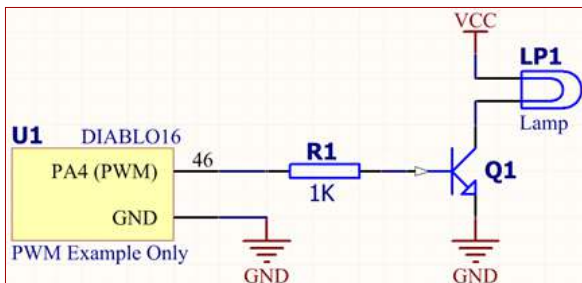 VCC
LP1
Lamp
U1 DIABLO16
PA4 (PWM) 46
R1
1K
Q1
GND
PWM Example Only
GND
GND